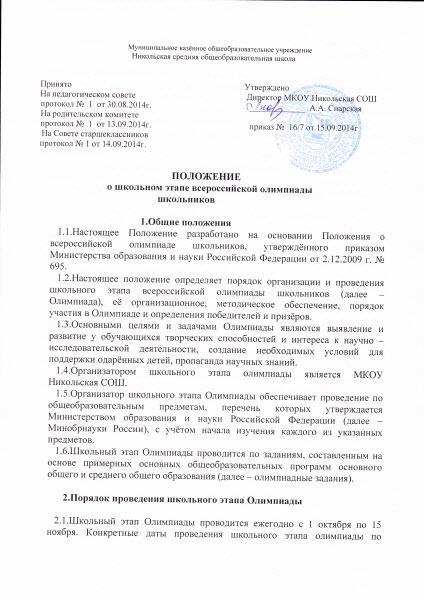 Муниципальное казённое общеобразовательное учреждение
Никольская средняя общеобразовательная школа
Принято
На педагогическом совете
протокол № 1 от 30.08.2014г.
На родительском комитете
протокол № 1 от 13.09.2014г.
На Совете старшеклассников
протокол № 1 от 14.09.2014г.
Утверждено
Директор МКОУ Никольская СОШ
А.А. Снарская
приказ № 16/7 от 15.09.2014г
ПОЛОЖЕНИЕ
о школьном этапе всероссийской олимпиады
школьников
1.Общие положения
1.1.Настоящее Положение разработано на основании Положения о
всероссийской олимпиаде школьников, утверждённого приказом
Министерства образования и науки Российской Федерации от 2.12.2009 г. №
695.
1.2.Настоящее положение определяет порядок организации и проведения
школьного этапа всероссийской олимпиады школьников (далее –
Олимпиада), её организационное, методическое обеспечение, порядок
участия в Олимпиаде и определения победителей и призёров.
1.3.Основными целями и задачами Олимпиады являются выявление и
развитие у обучающихся творческих способностей и интереса к научно –
исследовательской деятельности, создание необходимых условий для
поддержки одарённых детей, пропаганда научных знаний.
1.4.Организатором школьного этапа олимпиады является МКОУ
Никольская СОШ.
1.5.Организатор школьного этапа Олимпиады обеспечивает проведение по
общеобразовательным предметам, перечень которых утверждается
Министерством образования и науки Российской Федерации (далее –
Минобрнауки России), с учётом начала изучения каждого из указанных
предметов.
1.6.Школьный этап Олимпиады проводится по заданиям, составленным на
основе примерных основных общеобразовательных программ основного
общего и среднего общего образования (далее – олимпиадные задания).
2.Порядок проведения школьного этапа Олимпиады
2.1.Школьный этап Олимпиады проводится ежегодно с 1 октября по 15
ноября. Конкретные даты проведения школьного этапа олимпиады по